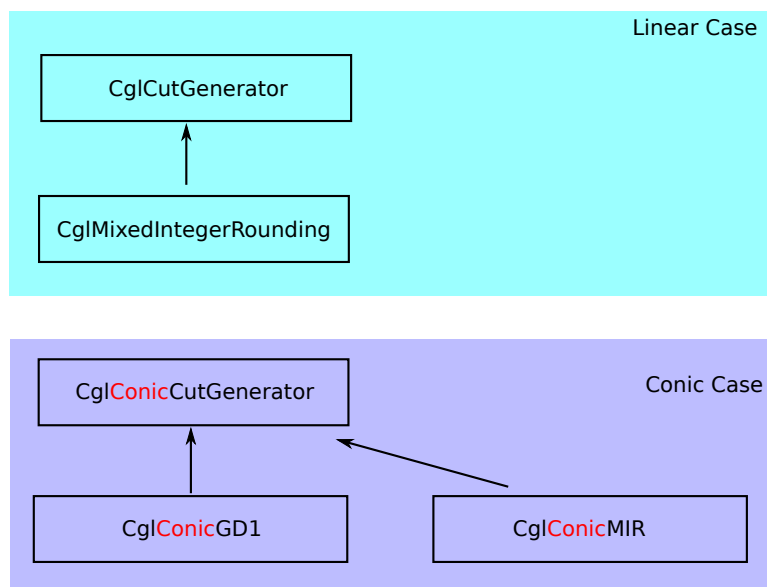 Linear Case
CglCutGenerator
CglMixedIntegerRounding
CglConicCutGenerator
Conic Case
CglConicGD1
CglConicMIR